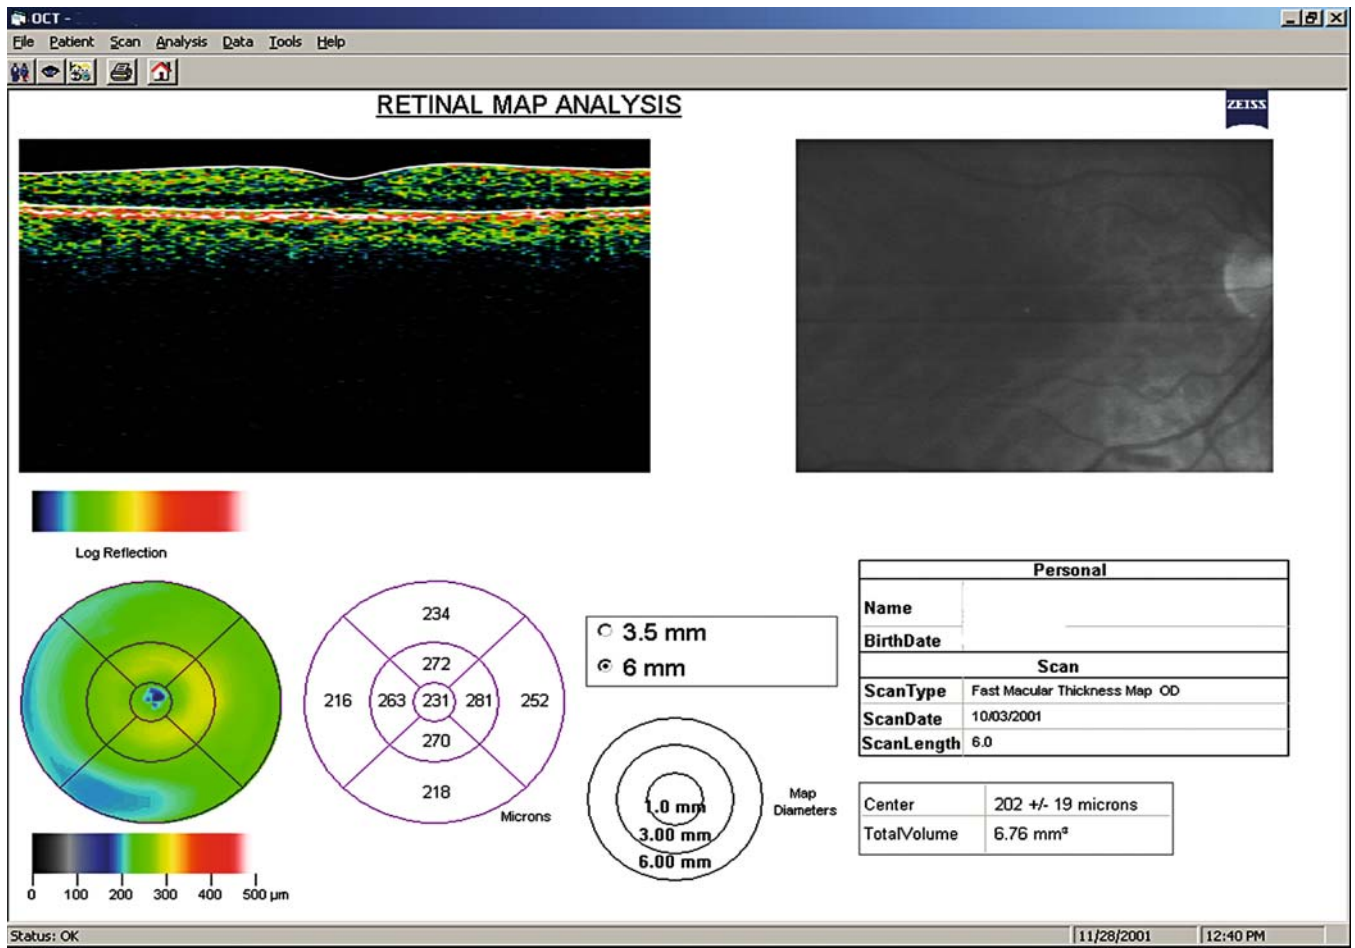 OCT -
File Patient Scan Analysis Data Tools Help
RETINAL MAP ANALYSIS
ZEISS
Log Reflection
234
272
216 263 231 281 252
270
218
Microns
0 100 200 300 400 500 µm
3.5 mm
6 mm
1.0 mm
3.00 mm
6.00 mm
Map
Diameters
Personal
Name
BirthDate
Scan
ScanType Fast Macular Thickness Map OD
ScanDate 10/03/2001
ScanLength 6.0
Center 202 +/- 19 microns
TotalVolume 6.76 mm³
Status: OK 11/28/2001 12:40 PM